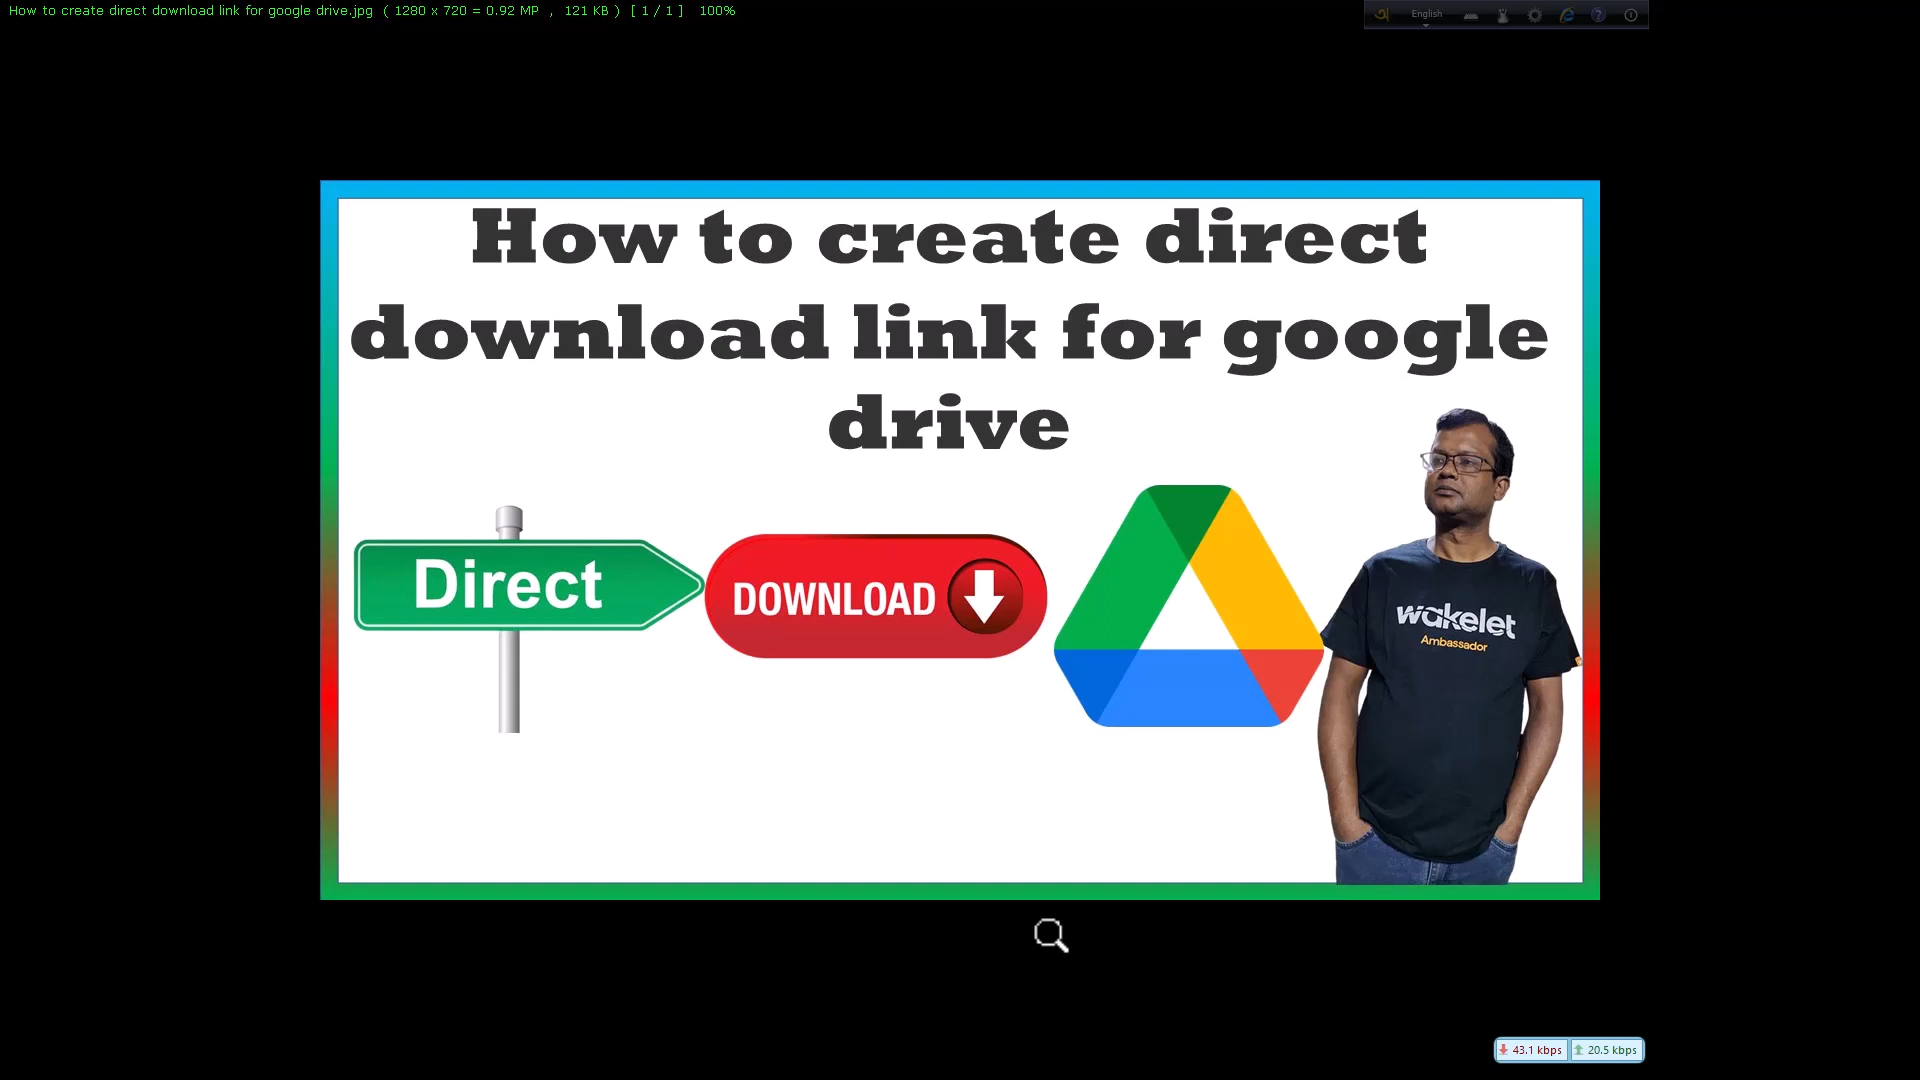 How to create direct download link for google drive.jpg ( 1280 x 720 = 0.92 MP , 121 KB ) [ 1 / 1 ] 100%
English
How to create direct
download link for google
drive
Direct
DOWNLOAD
wakelet
Ambassador
43.1 kbps 20.5 kbps